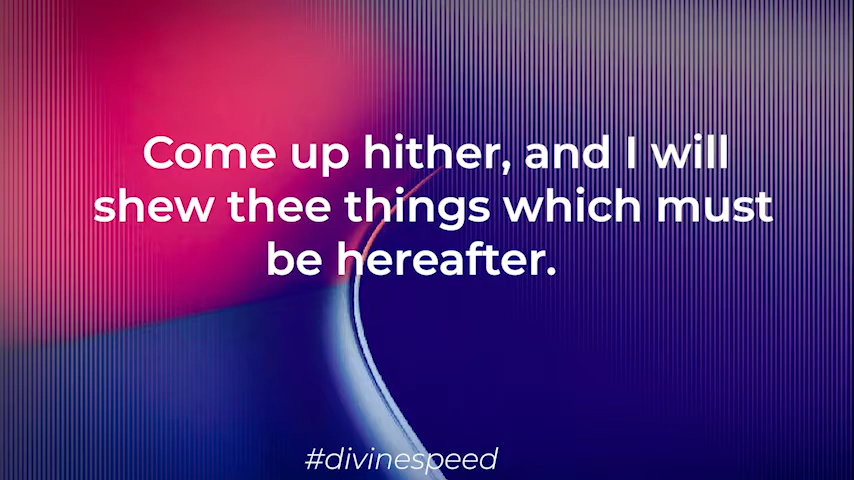 Come up hither, and I will
shew thee things which must
be hereafter.
#divinespeed